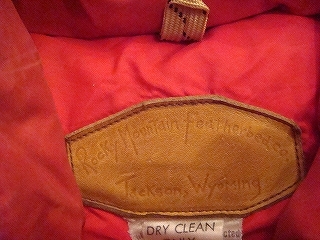 Rocky Mountain Featherbed co.
Jackson, Wyoming
DRY CLEAN